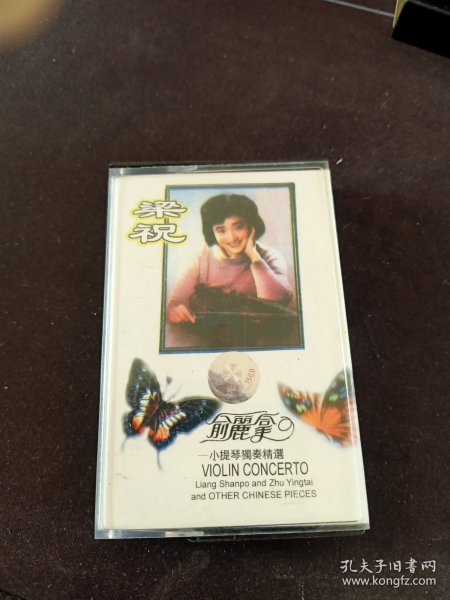 梁
祝
俞麗拿
—小提琴獨奏精選
VIOLIN CONCERTO
Liang Shanpo and Zhu Yingtai
and OTHER CHINESE PIECES
孔夫子旧书网
www.kongfz.com